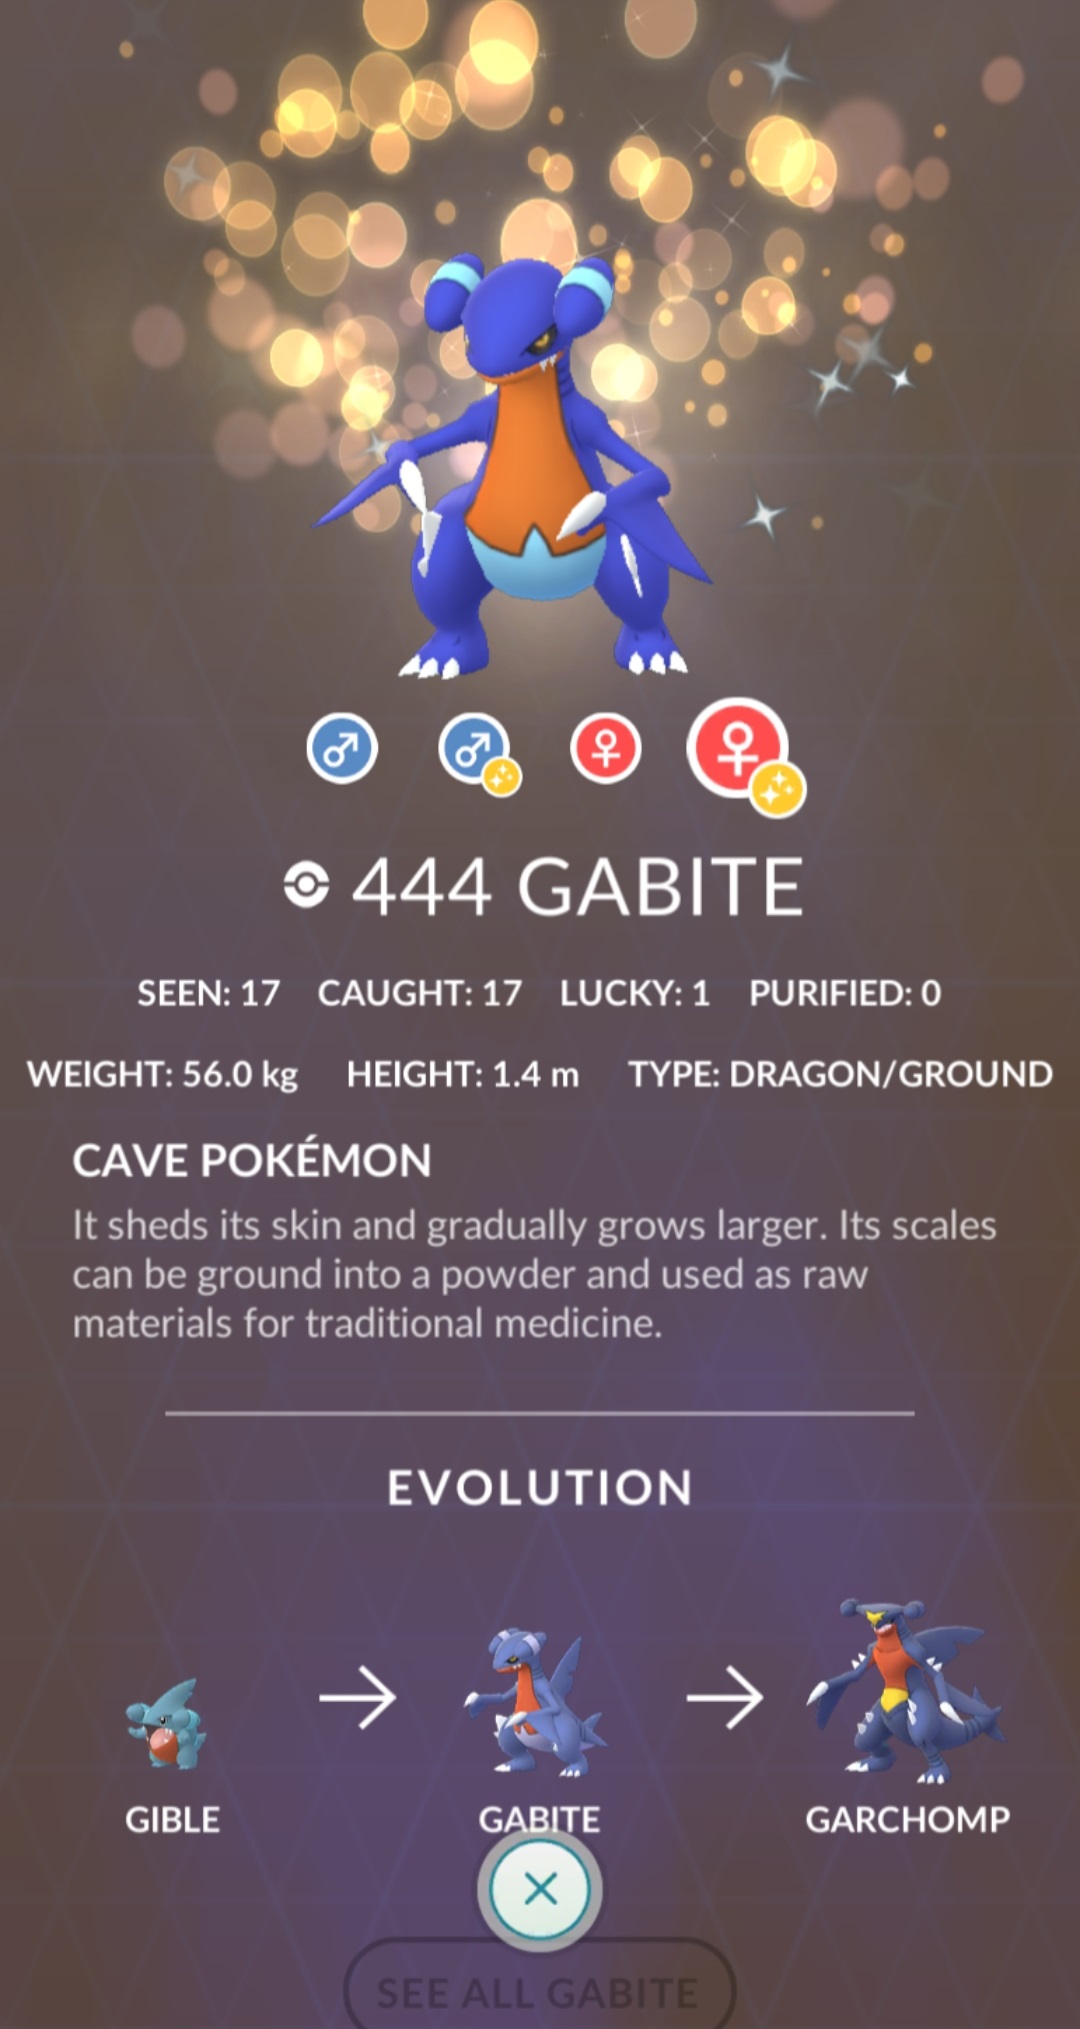 444 GABITE
SEEN: 17 CAUGHT: 17 LUCKY: 1 PURIFIED: 0
WEIGHT: 56.0 kg HEIGHT: 1.4 m TYPE: DRAGON/GROUND
CAVE POKÉMON
It sheds its skin and gradually grows larger. Its scales
can be ground into a powder and used as raw
materials for traditional medicine.
EVOLUTION
GIBLE GABITE GARCHOMP
SEE ALL GABITE